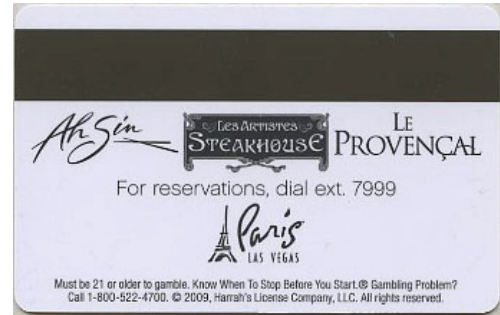 Ah Sin
Les Artistes
Steakhouse
Le
Provençal
For reservations, dial ext. 7999
Paris
LAS VEGAS
Must be 21 or older to gamble. Know When To Stop Before You Start.® Gambling Problem?
Call 1-800-522-4700. © 2009, Harrah's License Company, LLC. All rights reserved.